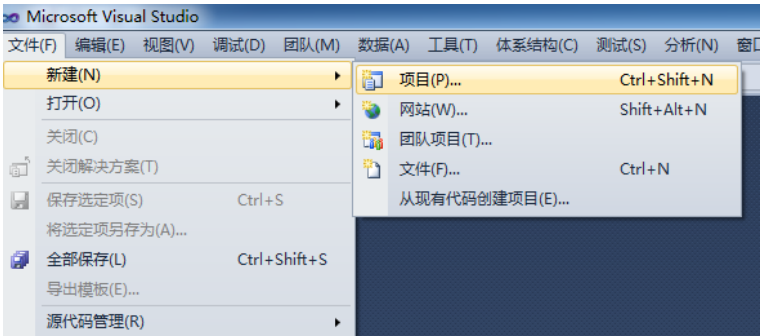 Microsoft Visual Studio
文件(F) 编辑(E) 视图(V) 调试(D) 团队(M) 数据(A) 工具(T) 体系结构(C) 测试(S) 分析(N) 窗口
新建(N)
打开(O)
关闭(C)
关闭解决方案(T)
保存选定项(S) Ctrl+S
将选定项另存为(A)...
全部保存(L) Ctrl+Shift+S
导出模板(E)...
源代码管理(R)
项目(P)... Ctrl+Shift+N
网站(W)... Shift+Alt+N
团队项目(T)...
文件(F)... Ctrl+N
从现有代码创建项目(E)...